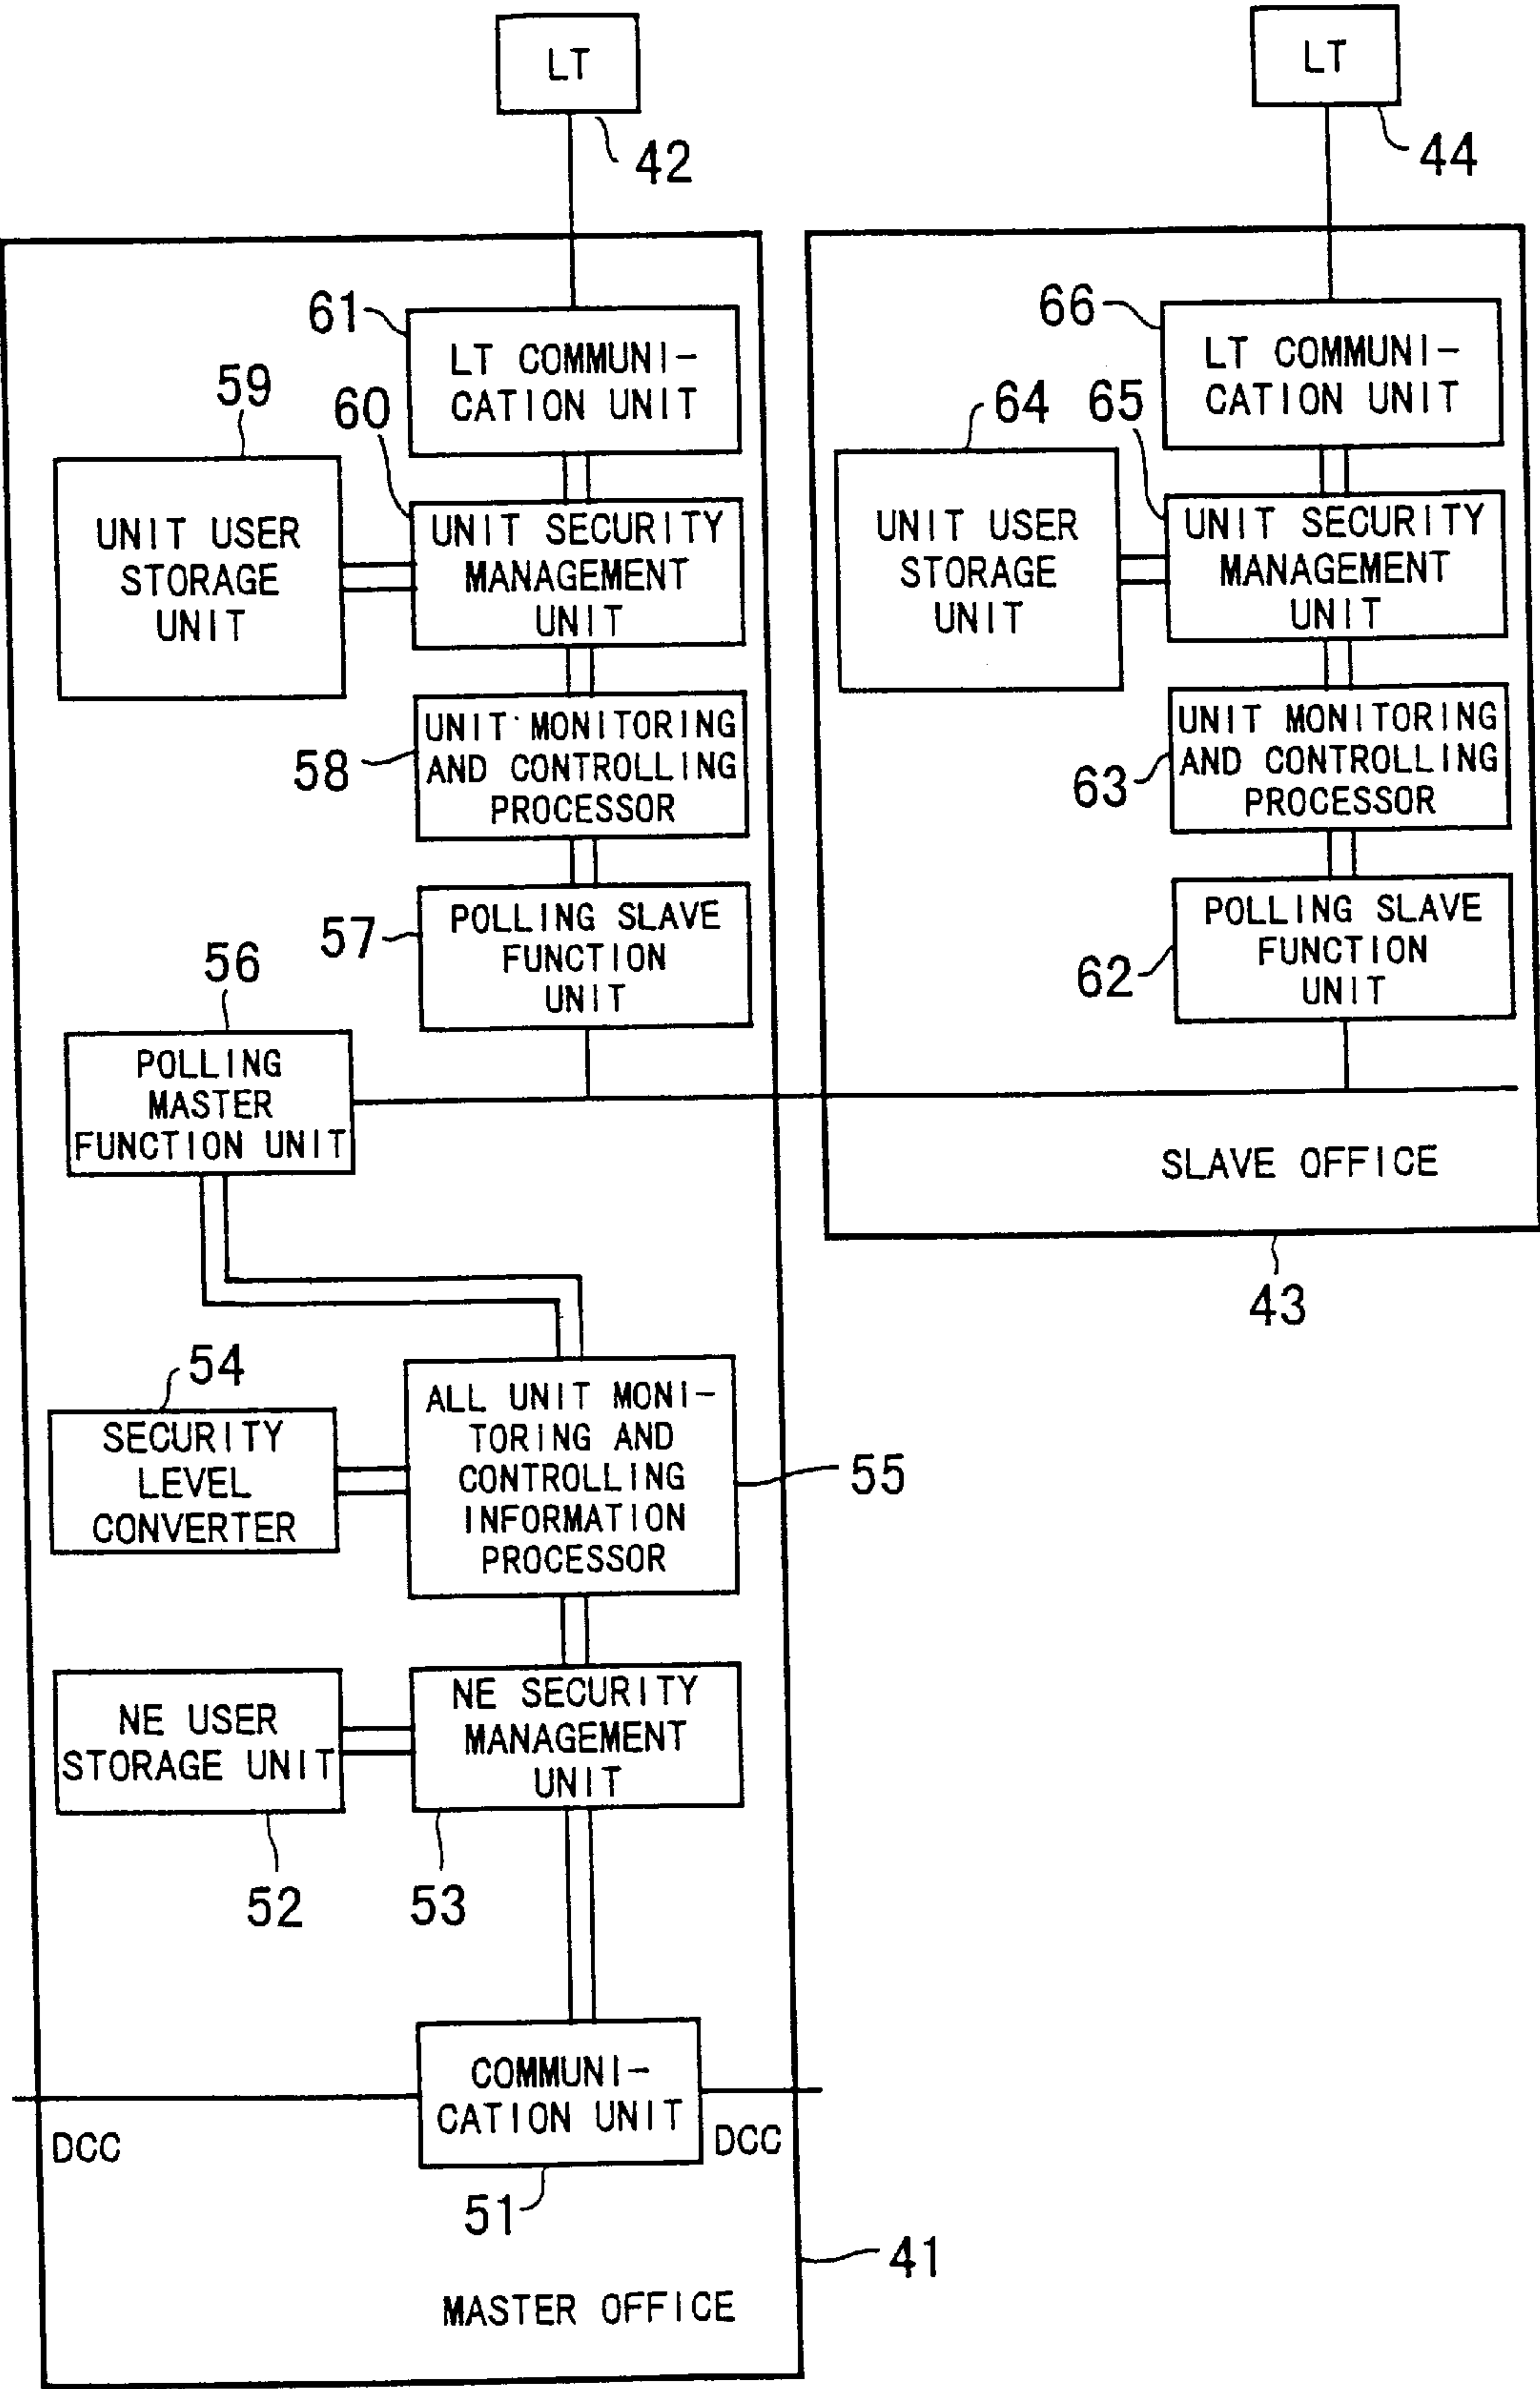 LT
42
LT
44
61
LT COMMUNI-
CATION UNIT
59
60
UNIT USER
STORAGE
UNIT
UNIT SECURITY
MANAGEMENT
UNIT
58
UNIT MONITORING
AND CONTROLLING
PROCESSOR
57
POLLING SLAVE
FUNCTION
UNIT
56
POLLING
MASTER
FUNCTION UNIT
66
LT COMMUNI-
CATION UNIT
64
65
UNIT USER
STORAGE
UNIT
UNIT SECURITY
MANAGEMENT
UNIT
63
UNIT MONITORING
AND CONTROLLING
PROCESSOR
62
POLLING SLAVE
FUNCTION
UNIT
SLAVE OFFICE
43
54
SECURITY
LEVEL
CONVERTER
ALL UNIT MONI-
TORING AND
CONTROLLING
INFORMATION
PROCESSOR
55
NE USER
STORAGE UNIT
52
NE SECURITY
MANAGEMENT
UNIT
53
COMMUNI-
CATION UNIT
DCC
DCC
51
41
MASTER OFFICE